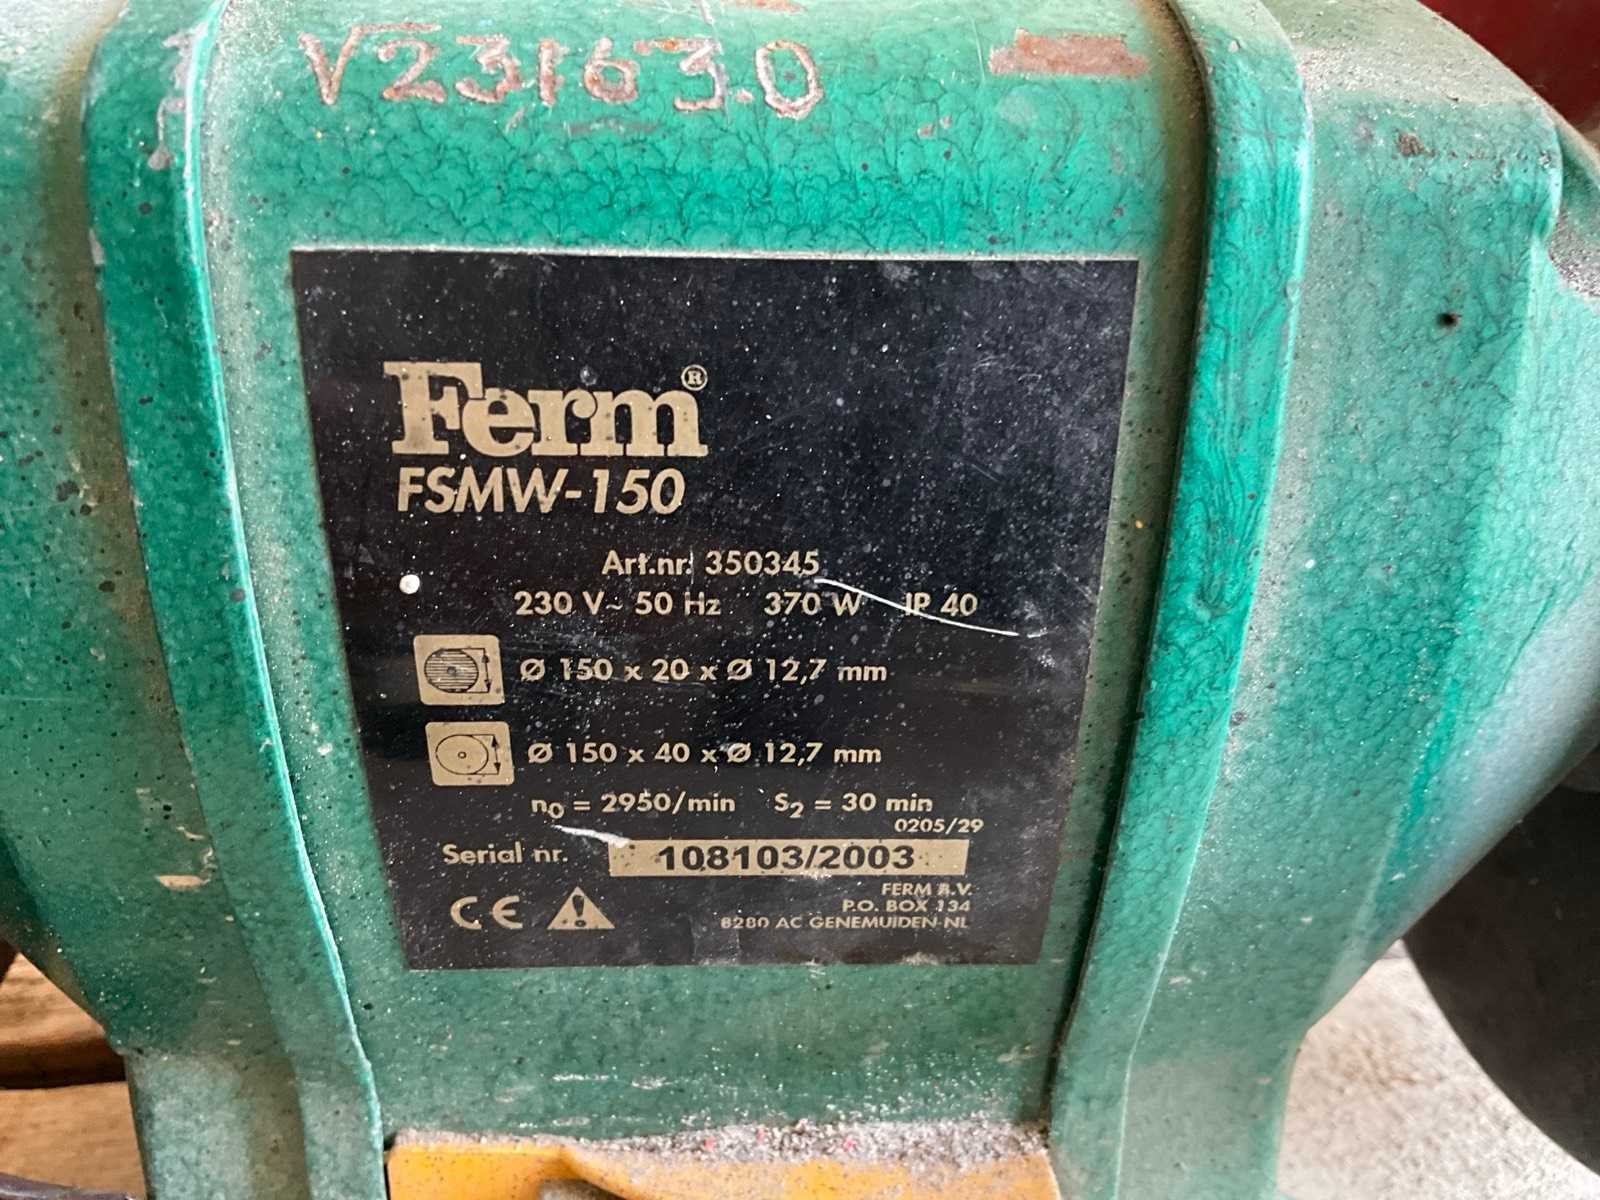 V23163.0
Ferm®
FSMW-150
Art.nr. 350345
230 V~ 50 Hz 370 W IP 40
Ø 150 x 20 x Ø 12,7 mm
Ø 150 x 40 x Ø 12,7 mm
n0 = 2950/min S2 = 30 min
0205/29
Serial nr. 108103/2003
CE
FERM B.V.
P.O. BOX 134
8280 AC GENEMUIDEN-NL